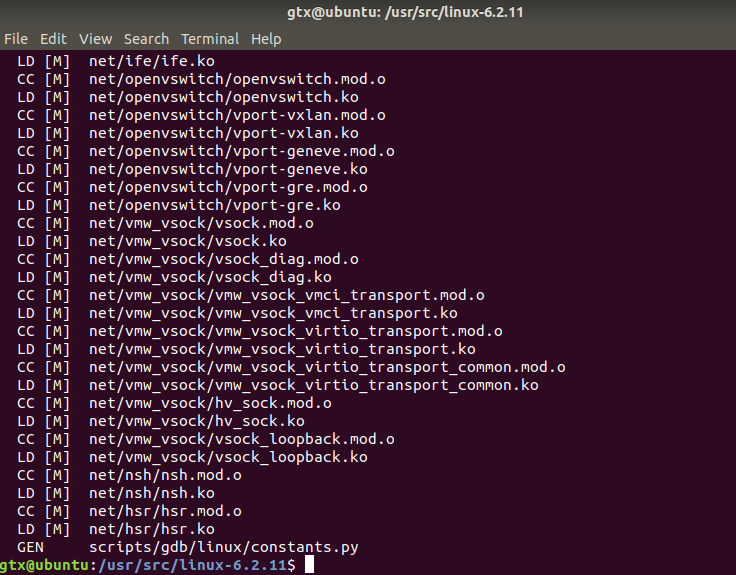 gtx@ubuntu: /usr/src/linux-6.2.11
File Edit View Search Terminal Help
LD [M]  net/ife/ife.ko
CC [M]  net/openvswitch/openvswitch.mod.o
LD [M]  net/openvswitch/openvswitch.ko
CC [M]  net/openvswitch/vport-vxlan.mod.o
LD [M]  net/openvswitch/vport-vxlan.ko
CC [M]  net/openvswitch/vport-geneve.mod.o
LD [M]  net/openvswitch/vport-geneve.ko
CC [M]  net/openvswitch/vport-gre.mod.o
LD [M]  net/openvswitch/vport-gre.ko
CC [M]  net/vmw_vsock/vsock.mod.o
LD [M]  net/vmw_vsock/vsock.ko
CC [M]  net/vmw_vsock/vsock_diag.mod.o
LD [M]  net/vmw_vsock/vsock_diag.ko
CC [M]  net/vmw_vsock/vmw_vsock_vmci_transport.mod.o
LD [M]  net/vmw_vsock/vmw_vsock_vmci_transport.ko
CC [M]  net/vmw_vsock/vmw_vsock_virtio_transport.mod.o
LD [M]  net/vmw_vsock/vmw_vsock_virtio_transport.ko
CC [M]  net/vmw_vsock/vmw_vsock_virtio_transport_common.mod.o
LD [M]  net/vmw_vsock/vmw_vsock_virtio_transport_common.ko
CC [M]  net/vmw_vsock/hv_sock.mod.o
LD [M]  net/vmw_vsock/hv_sock.ko
CC [M]  net/vmw_vsock/vsock_loopback.mod.o
LD [M]  net/vmw_vsock/vsock_loopback.ko
CC [M]  net/nsh/nsh.mod.o
LD [M]  net/nsh/nsh.ko
CC [M]  net/hsr/hsr.mod.o
LD [M]  net/hsr/hsr.ko
GEN     scripts/gdb/linux/constants.py
gtx@ubuntu:/usr/src/linux-6.2.11$